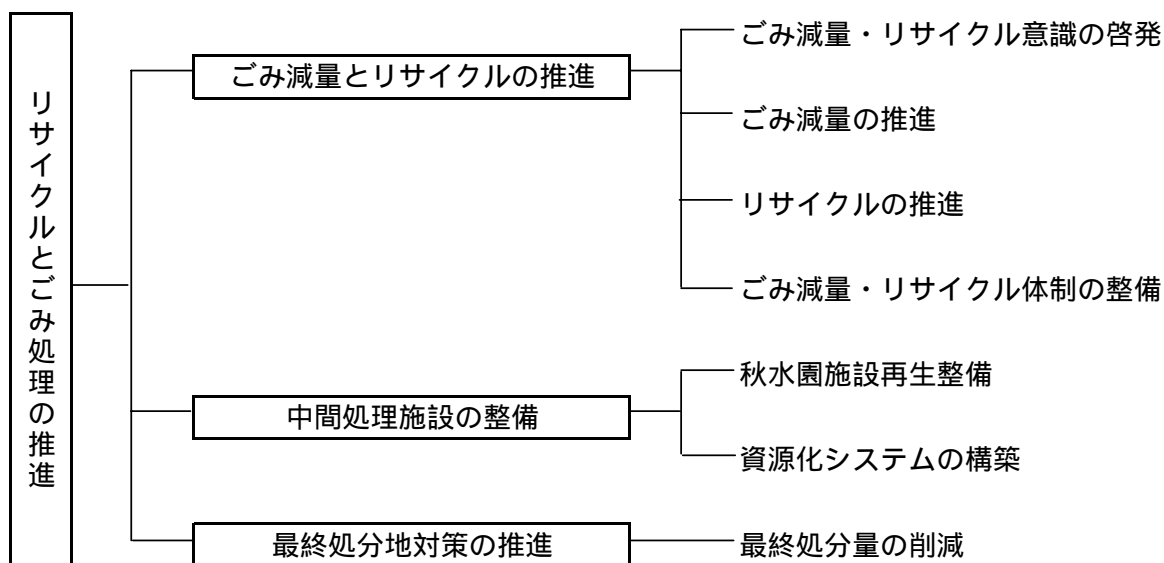 リサイクルとごみ処理の推進
ごみ減量とリサイクルの推進
ごみ減量・リサイクル意識の啓発
ごみ減量の推進
リサイクルの推進
ごみ減量・リサイクル体制の整備
中間処理施設の整備
秋水園施設再生整備
資源化システムの構築
最終処分地対策の推進
最終処分量の削減